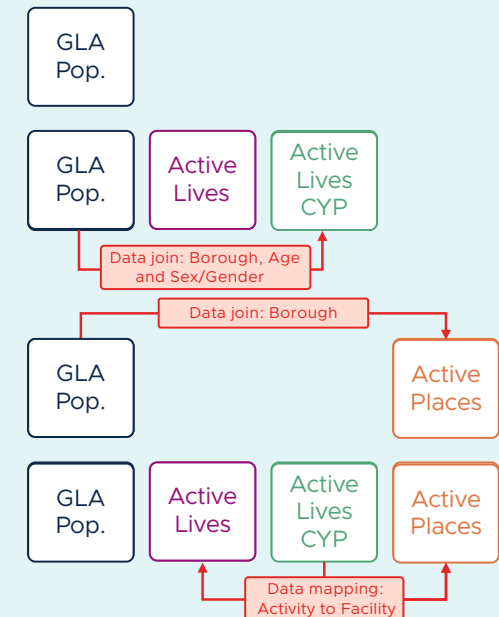 GLA
Pop.
GLA
Pop.
Active
Lives
Active
Lives
CYP
Data join: Borough, Age
and Sex/Gender
Data join: Borough
GLA
Pop.
Active
Places
GLA
Pop.
Active
Lives
Active
Lives
CYP
Active
Places
Data mapping:
Activity to Facility